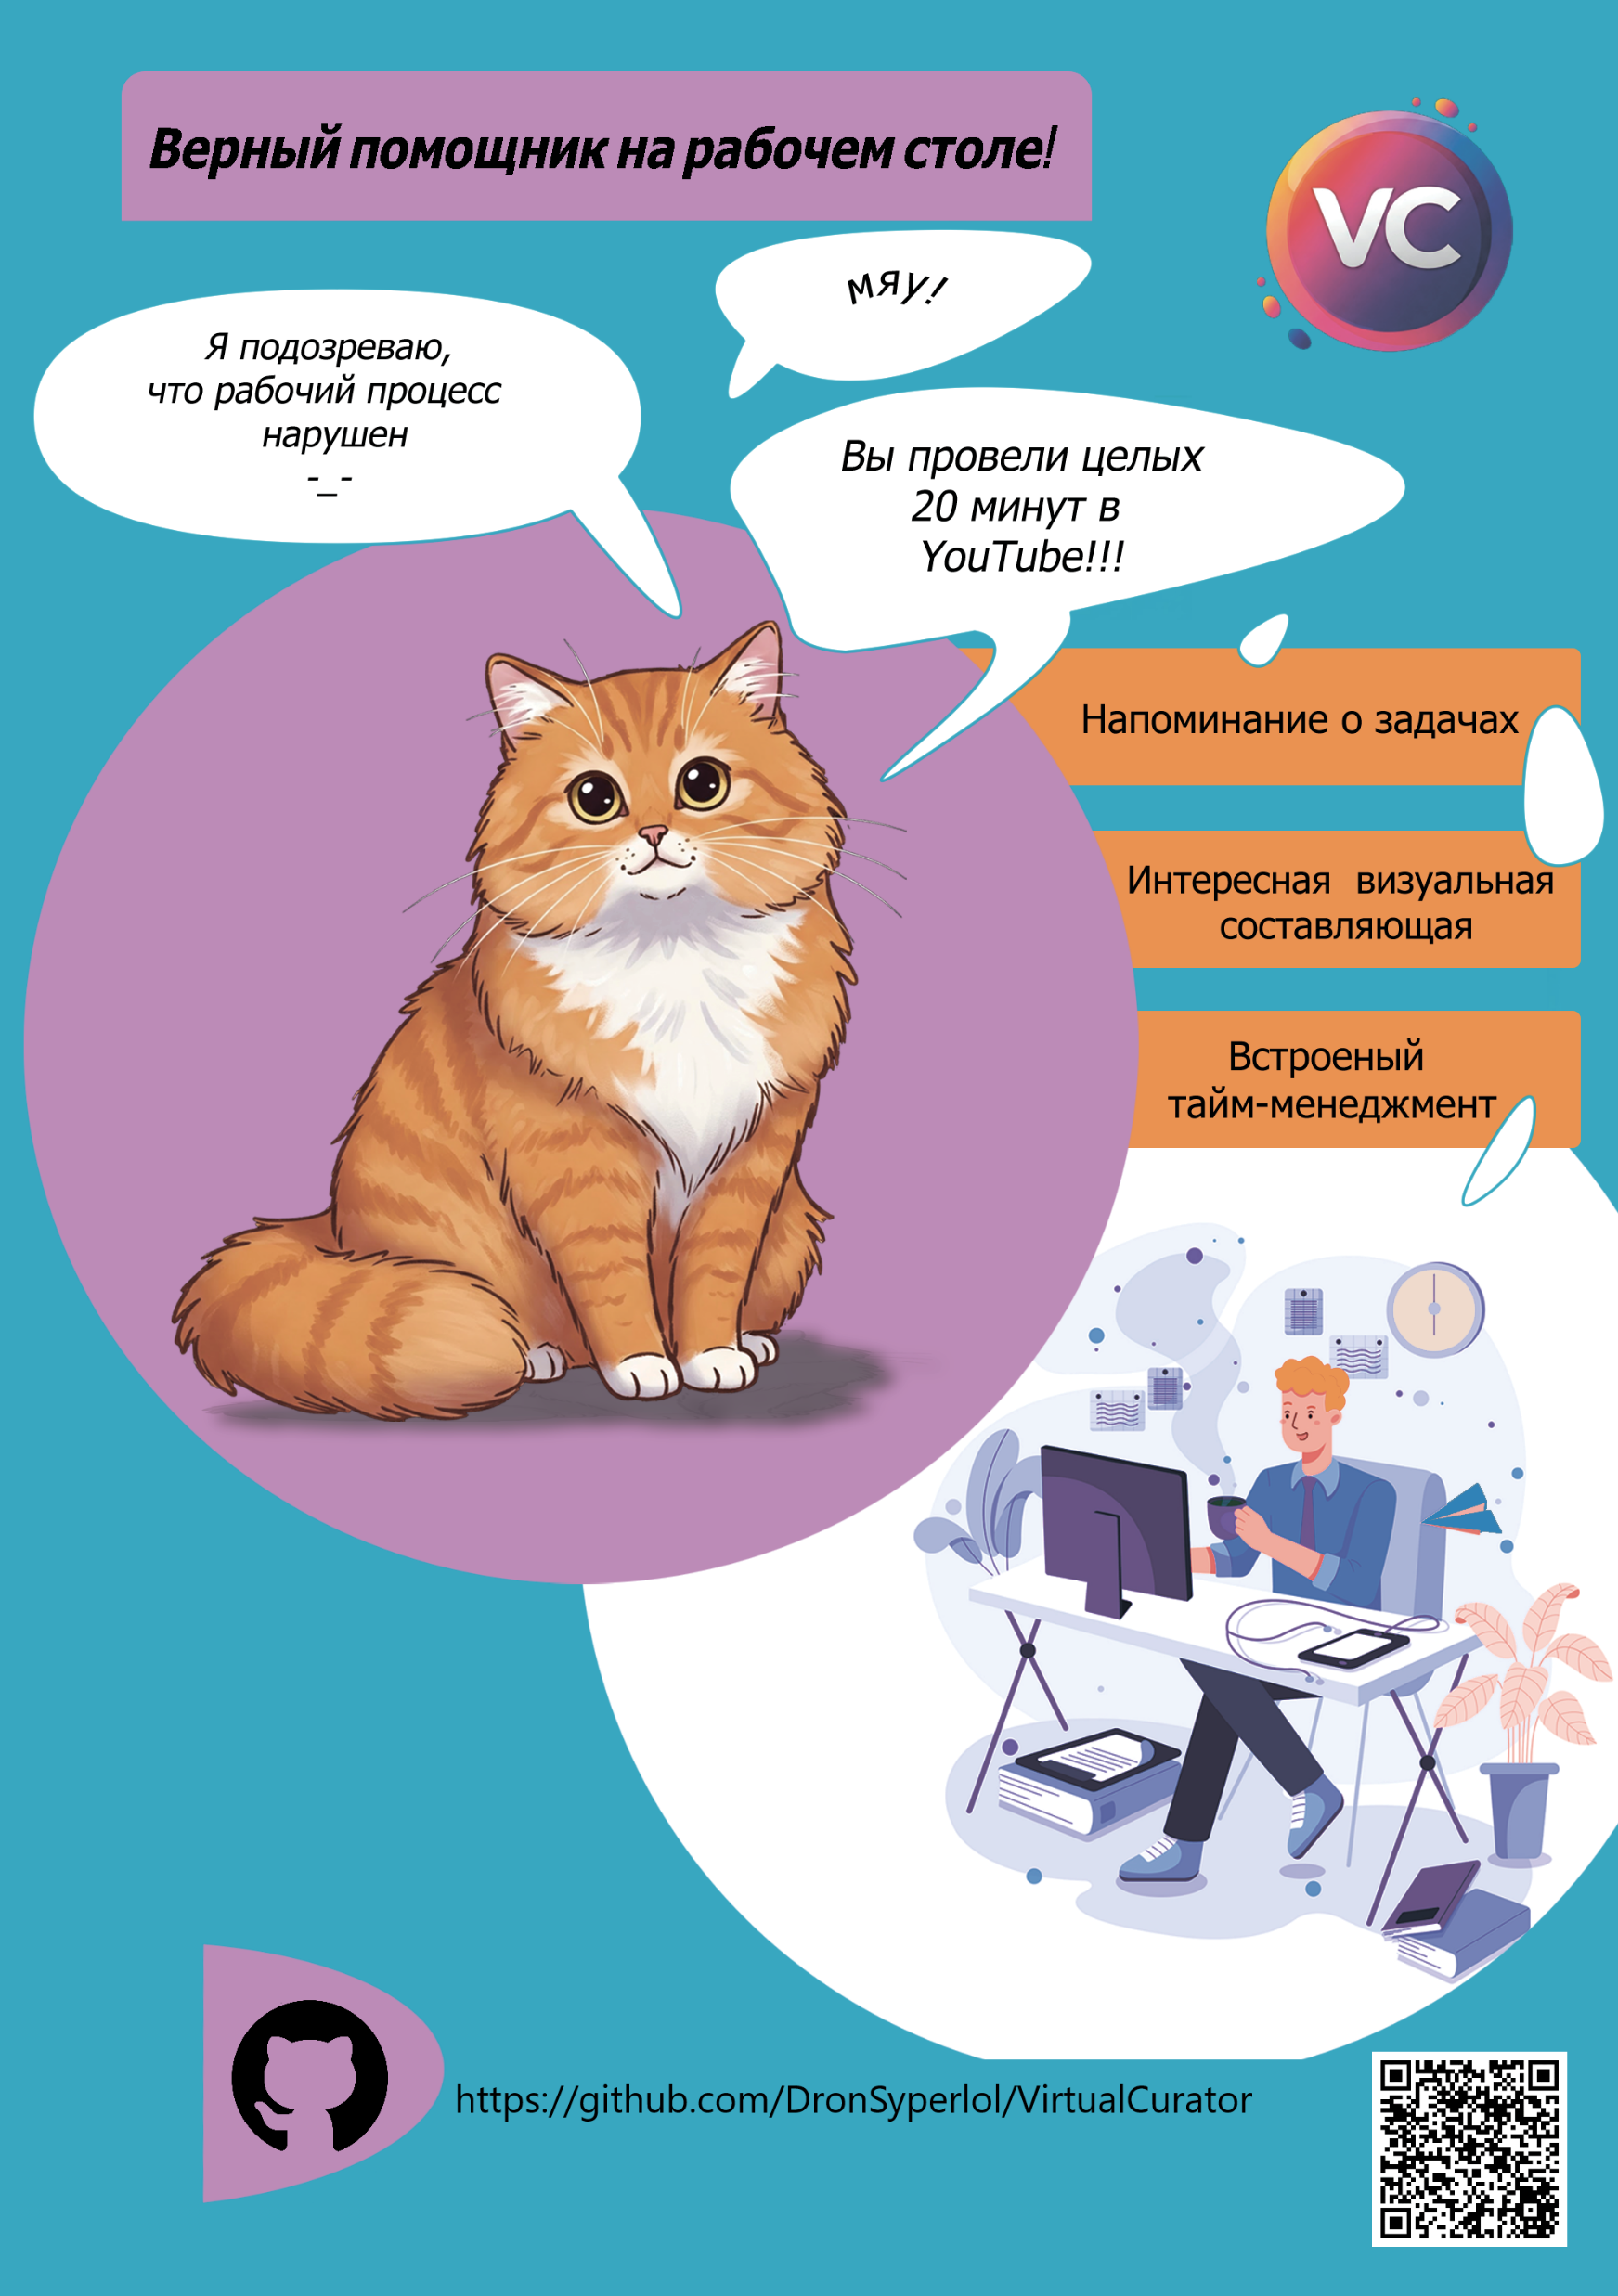 Верный помощник на рабочем столе!
VC
мяу!
Я подозреваю,
что рабочий процесс
нарушен
-_-
Вы провели целых
20 минут в
YouTube!!!
Напоминание о задачах
Интересная визуальная
составляющая
Встроеный
тайм-менеджмент
https://github.com/DronSyperlol/VirtualCurator